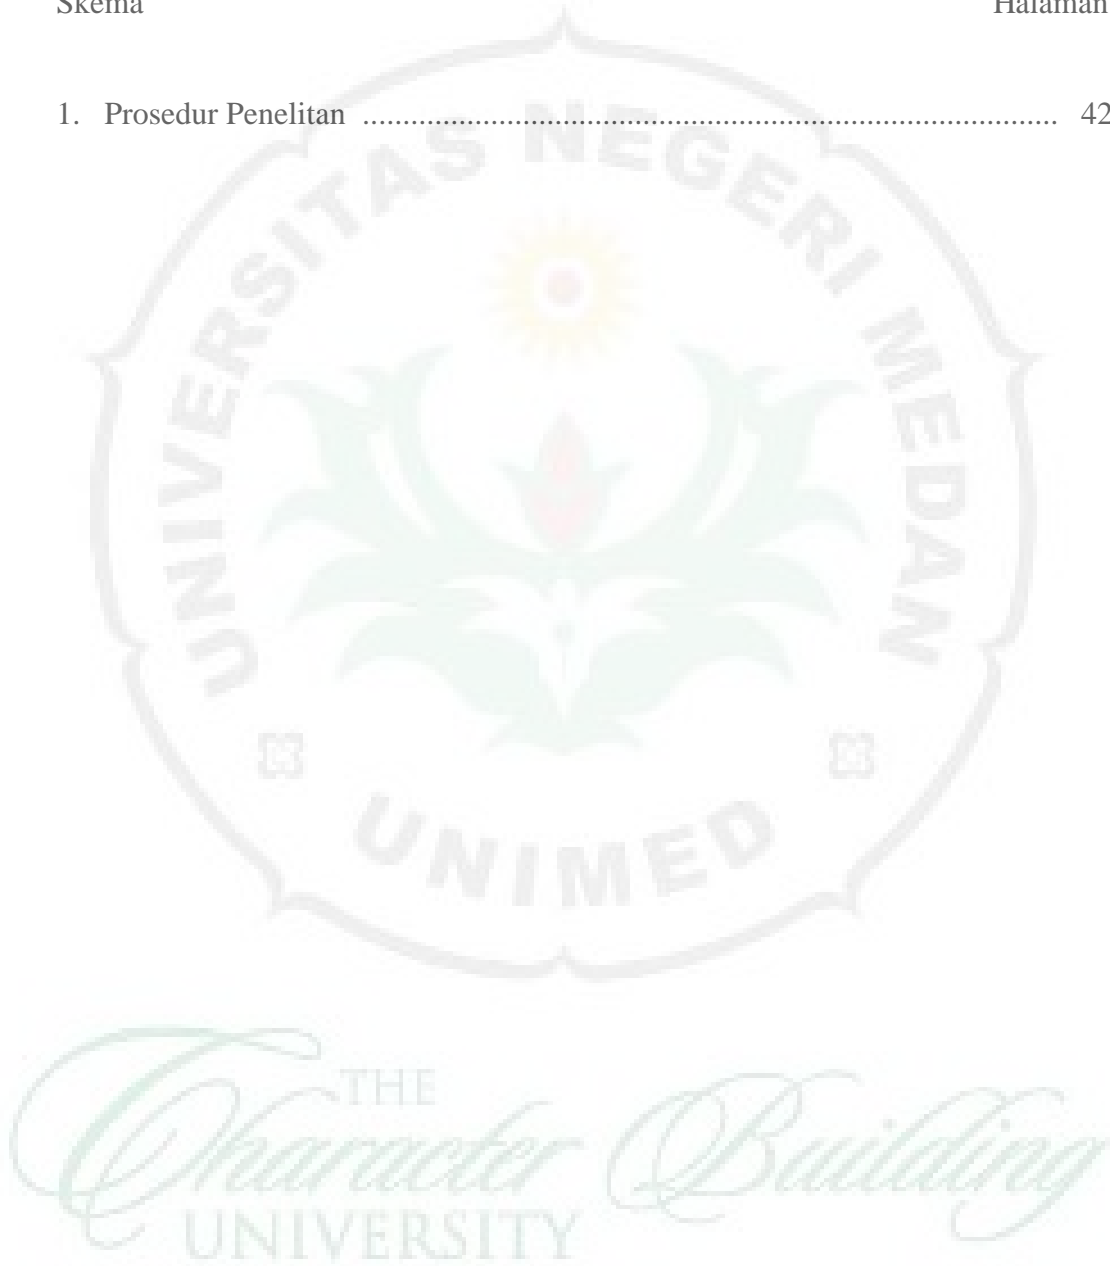 Skema Halaman
1. Prosedur Penelitan ........................................................................................ 42
UNIVERSITAS NEGERI MEDAN
UNIMED
THE
Character Building
UNIVERSITY